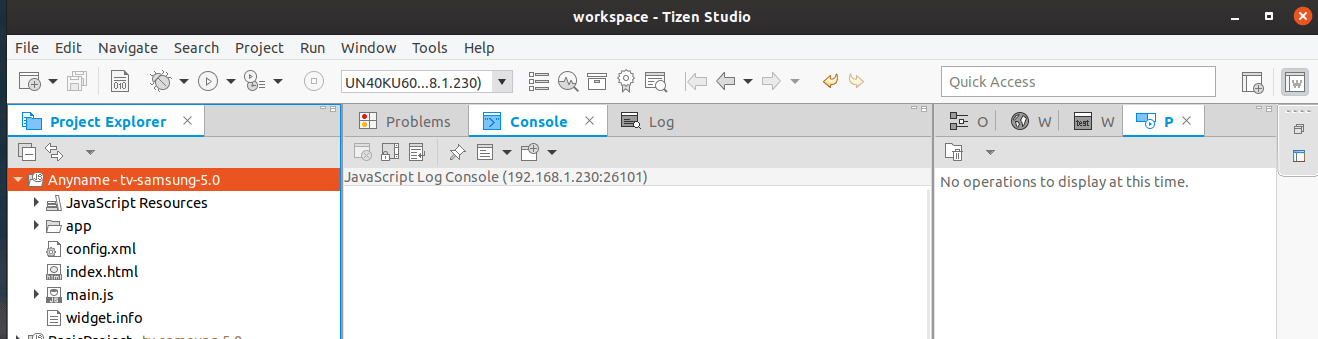 workspace - Tizen Studio
File Edit Navigate Search Project Run Window Tools Help
010
UN40KU60...8.1.230)
Quick Access
W
Project Explorer
Problems
Console
Log
O
W
test
W
P
Anyname - tv-samsung-5.0
JavaScript Resources
app
config.xml
index.html
main.js
widget.info
JavaScript Log Console (192.168.1.230:26101)
No operations to display at this time.